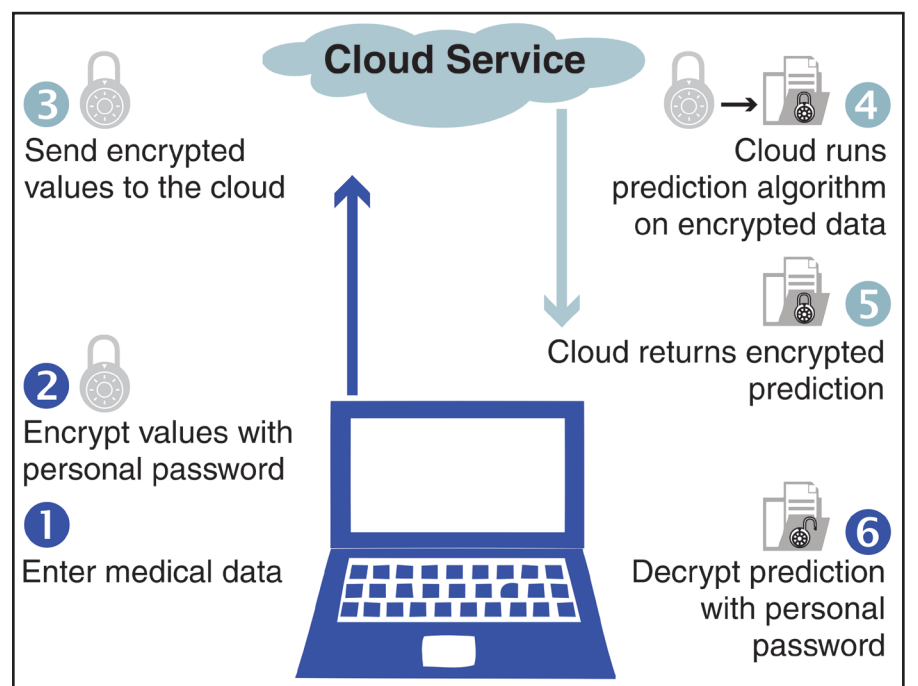 Cloud Service
3
Send encrypted
values to the cloud
4
Cloud runs
prediction algorithm
on encrypted data
5
Cloud returns encrypted
prediction
2
Encrypt values with
personal password
1
Enter medical data
6
Decrypt prediction
with personal
password